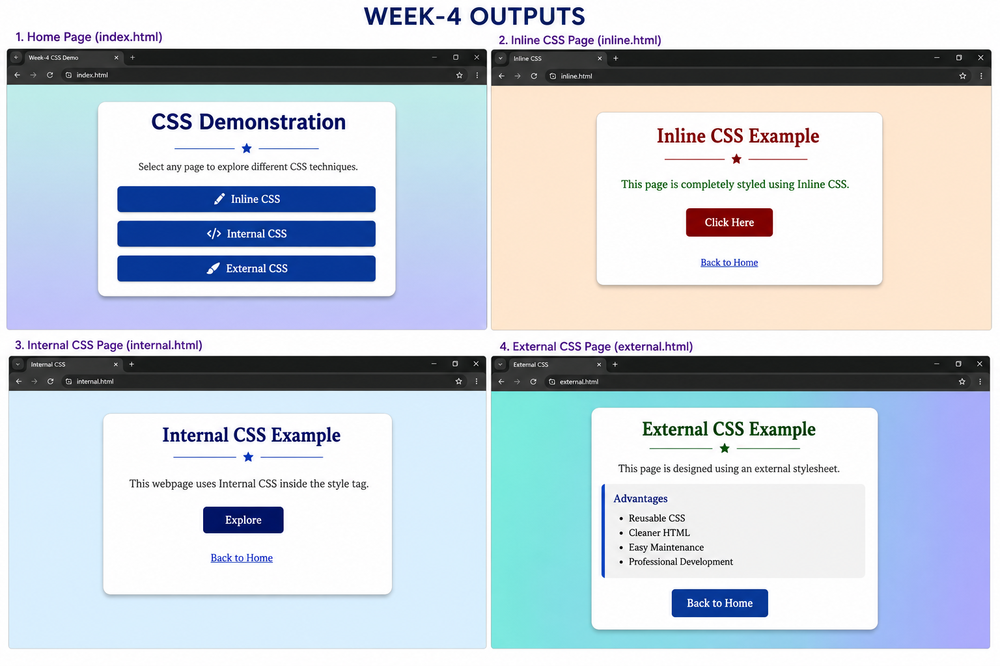 WEEK-4 OUTPUTS
1. Home Page (index.html)
Week-4 CSS Demo
index.html
CSS Demonstration
Select any page to explore different CSS techniques.
Inline CSS
</> Internal CSS
External CSS
2. Inline CSS Page (inline.html)
Inline CSS
inline.html
Inline CSS Example
This page is completely styled using Inline CSS.
Click Here
Back to Home
3. Internal CSS Page (internal.html)
Internal CSS
internal.html
Internal CSS Example
This webpage uses Internal CSS inside the style tag.
Explore
Back to Home
4. External CSS Page (external.html)
External CSS
external.html
External CSS Example
This page is designed using an external stylesheet.
Advantages
• Reusable CSS
• Cleaner HTML
• Easy Maintenance
• Professional Development
Back to Home